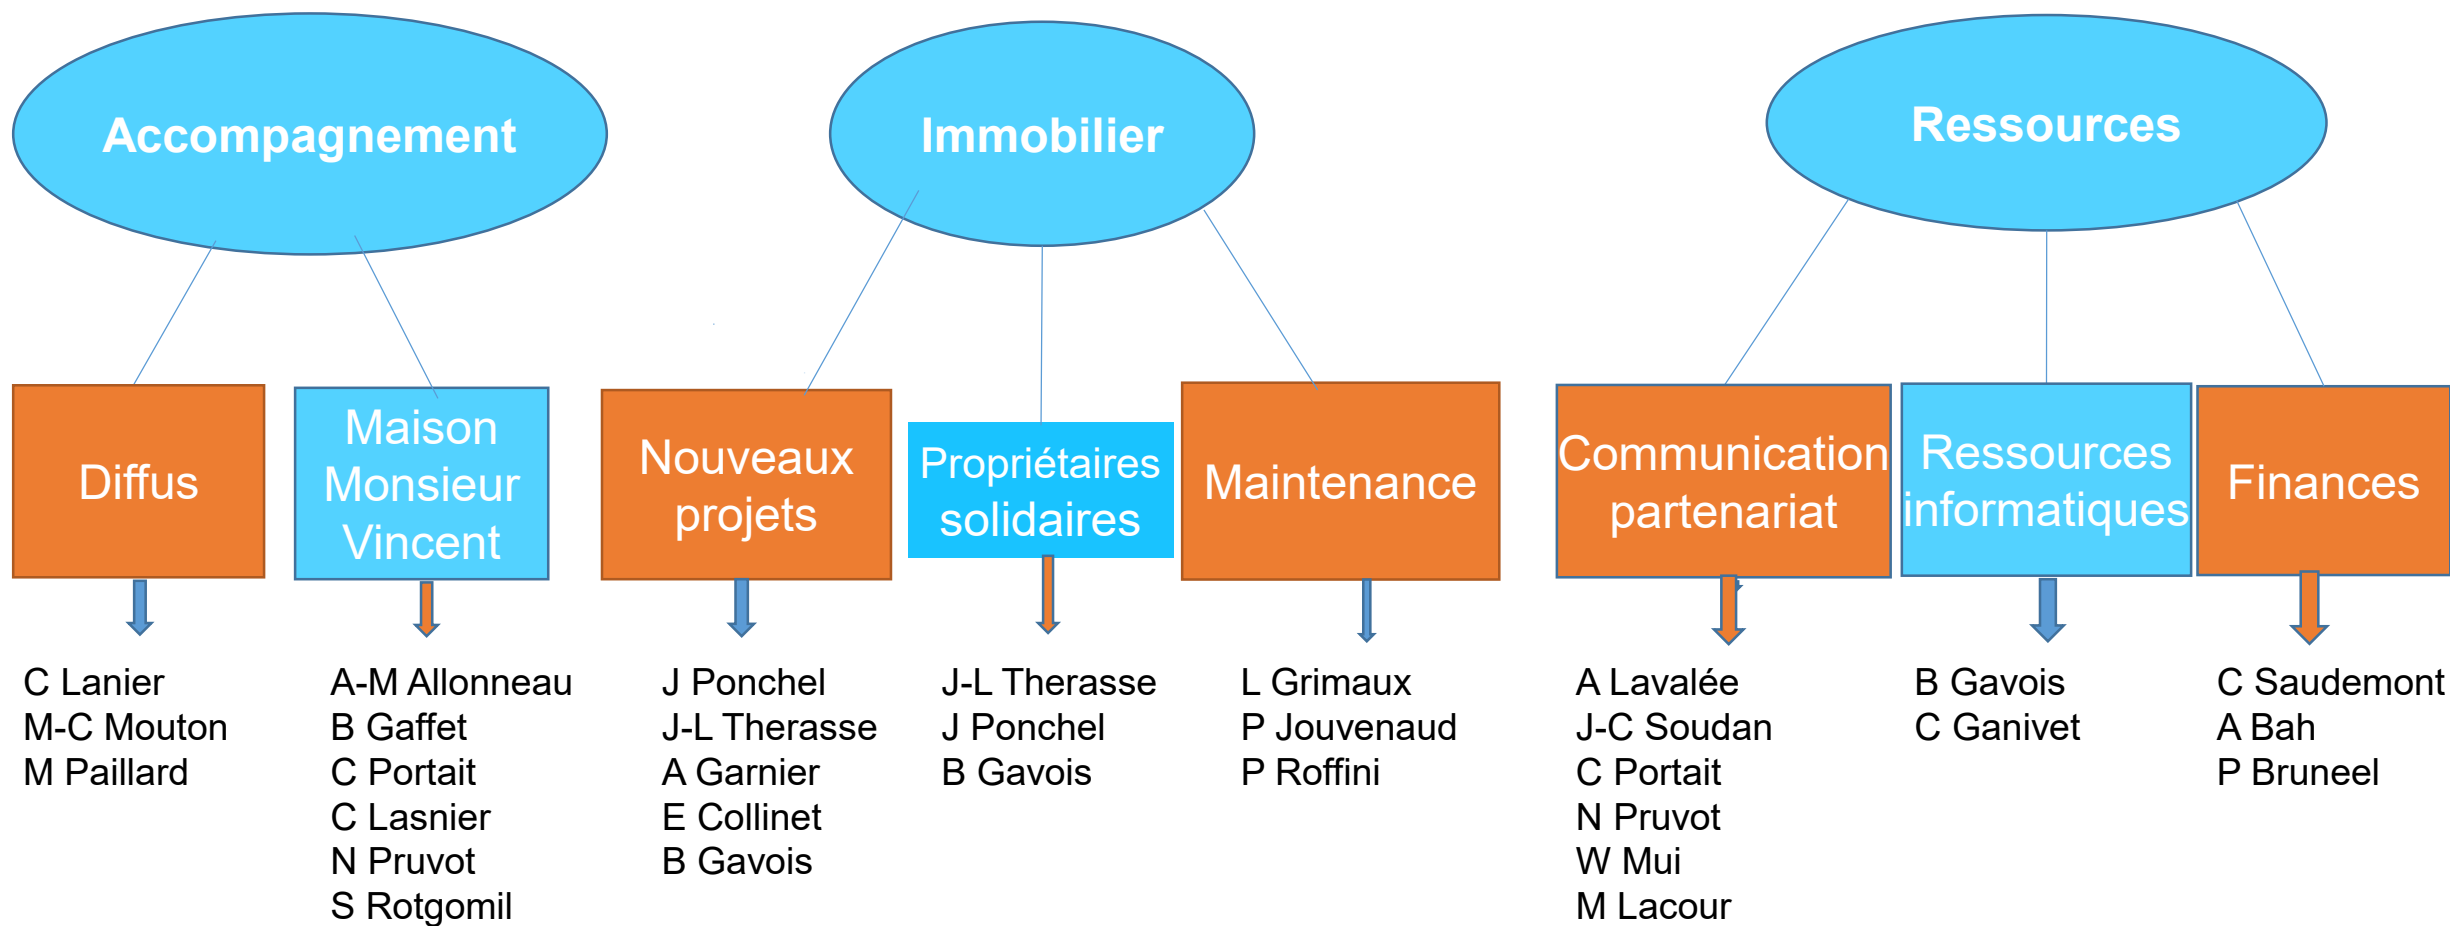 Accompagnement
Immobilier
Ressources
Diffus
Maison
Monsieur
Vincent
Nouveaux
projets
Propriétaires
solidaires
Maintenance
Communication
partenariat
Ressources
informatiques
Finances
C Lanier
M-C Mouton
M Paillard
A-M Allonneau
B Gaffet
C Portait
C Lasnier
N Pruvot
S Rotgomil
J Ponchel
J-L Therasse
A Garnier
E Collinet
B Gavois
J-L Therasse
J Ponchel
B Gavois
L Grimaux
P Jouvenaud
P Roffini
A Lavalée
J-C Soudan
C Portait
N Pruvot
W Mui
M Lacour
B Gavois
C Ganivet
C Saudemont
A Bah
P Bruneel